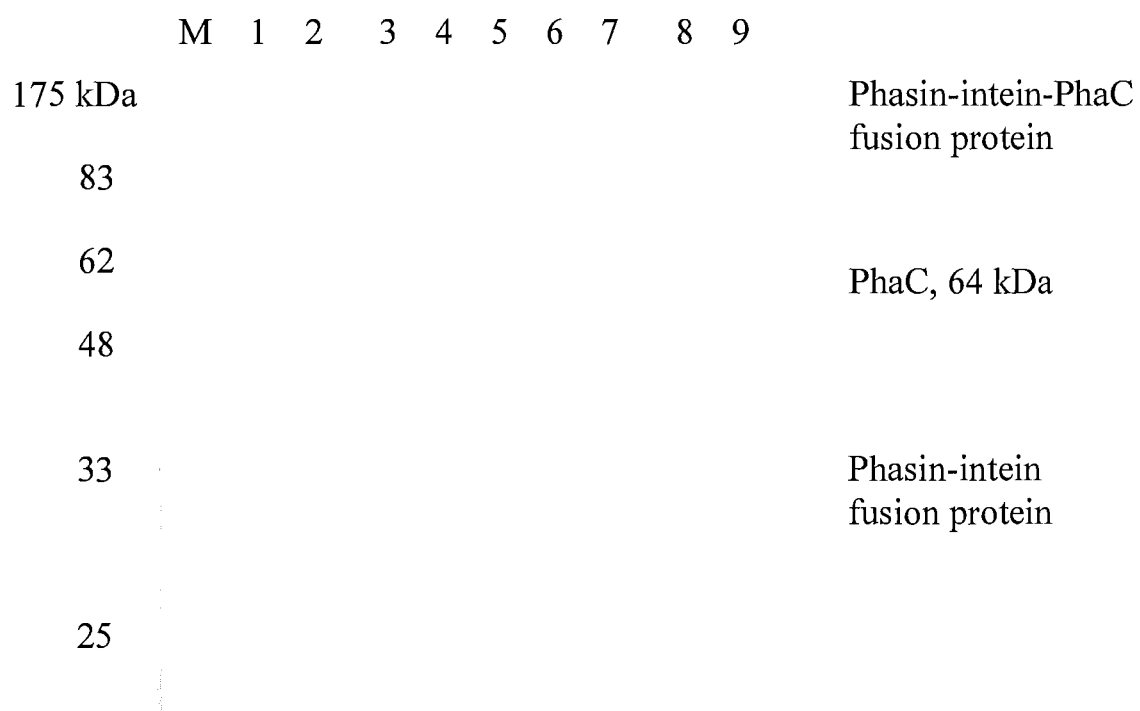 M 1 2 3 4 5 6 7 8 9
175 kDa
Phasin-intein-PhaC
fusion protein
83
62
PhaC, 64 kDa
48
33
Phasin-intein
fusion protein
25